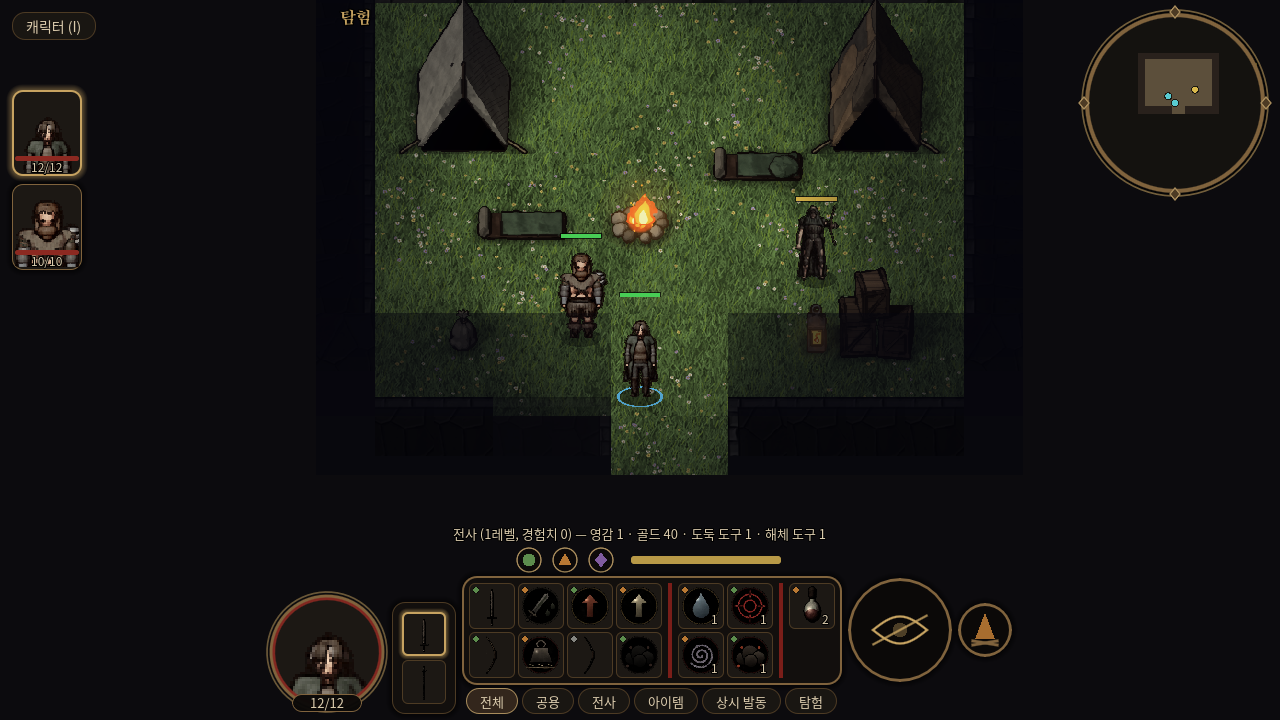 캐릭터 (I)
탐험
12/12
10/10
전사 (1레벨, 경험치 0) — 영감 1 · 골드 40 · 도둑 도구 1 · 해체 도구 1
1
1
2
1
1
12/12
전체
공용
전사
아이템
상시 발동
탐험